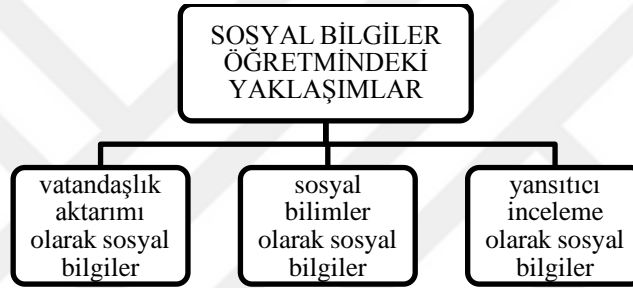 SOSYAL BİLGİLER
ÖĞRETMİNDEKİ
YAKLAŞIMLAR
vatandaşlık
aktarımı
olarak sosyal
bilgiler
sosyal
bilimler
olarak sosyal
bilgiler
yansıtıcı
inceleme
olarak sosyal
bilgiler